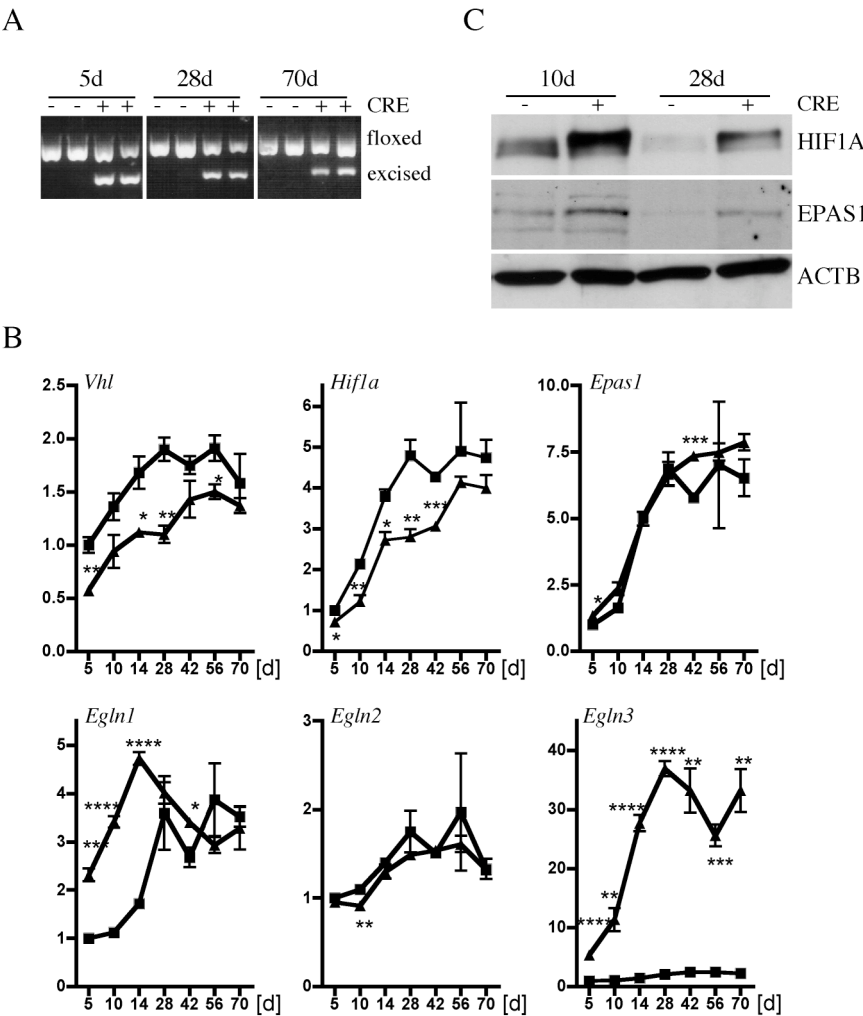 A
5d 28d 70d
- - + + - - + + - - + + CRE
floxed
excised
C
10d 28d
- + - + CRE
HIF1A
EPAS1
ACTB
B
Vhl
2.5
2.0
1.5
1.0
0.5
0.0
** * ** *
5 10 14 28 42 56 70 [d]
Hif1a
6
5
4
3
2
1
0
* ** * ** ***
5 10 14 28 42 56 70 [d]
Epas1
10.0
7.5
5.0
2.5
0.0
* ***
5 10 14 28 42 56 70 [d]
Egln1
5
4
3
2
1
0
*** **** **** *
5 10 14 28 42 56 70 [d]
Egln2
3
2
1
0
**
5 10 14 28 42 56 70 [d]
Egln3
40
30
20
10
0
**** ** **** **** ** *** **
5 10 14 28 42 56 70 [d]